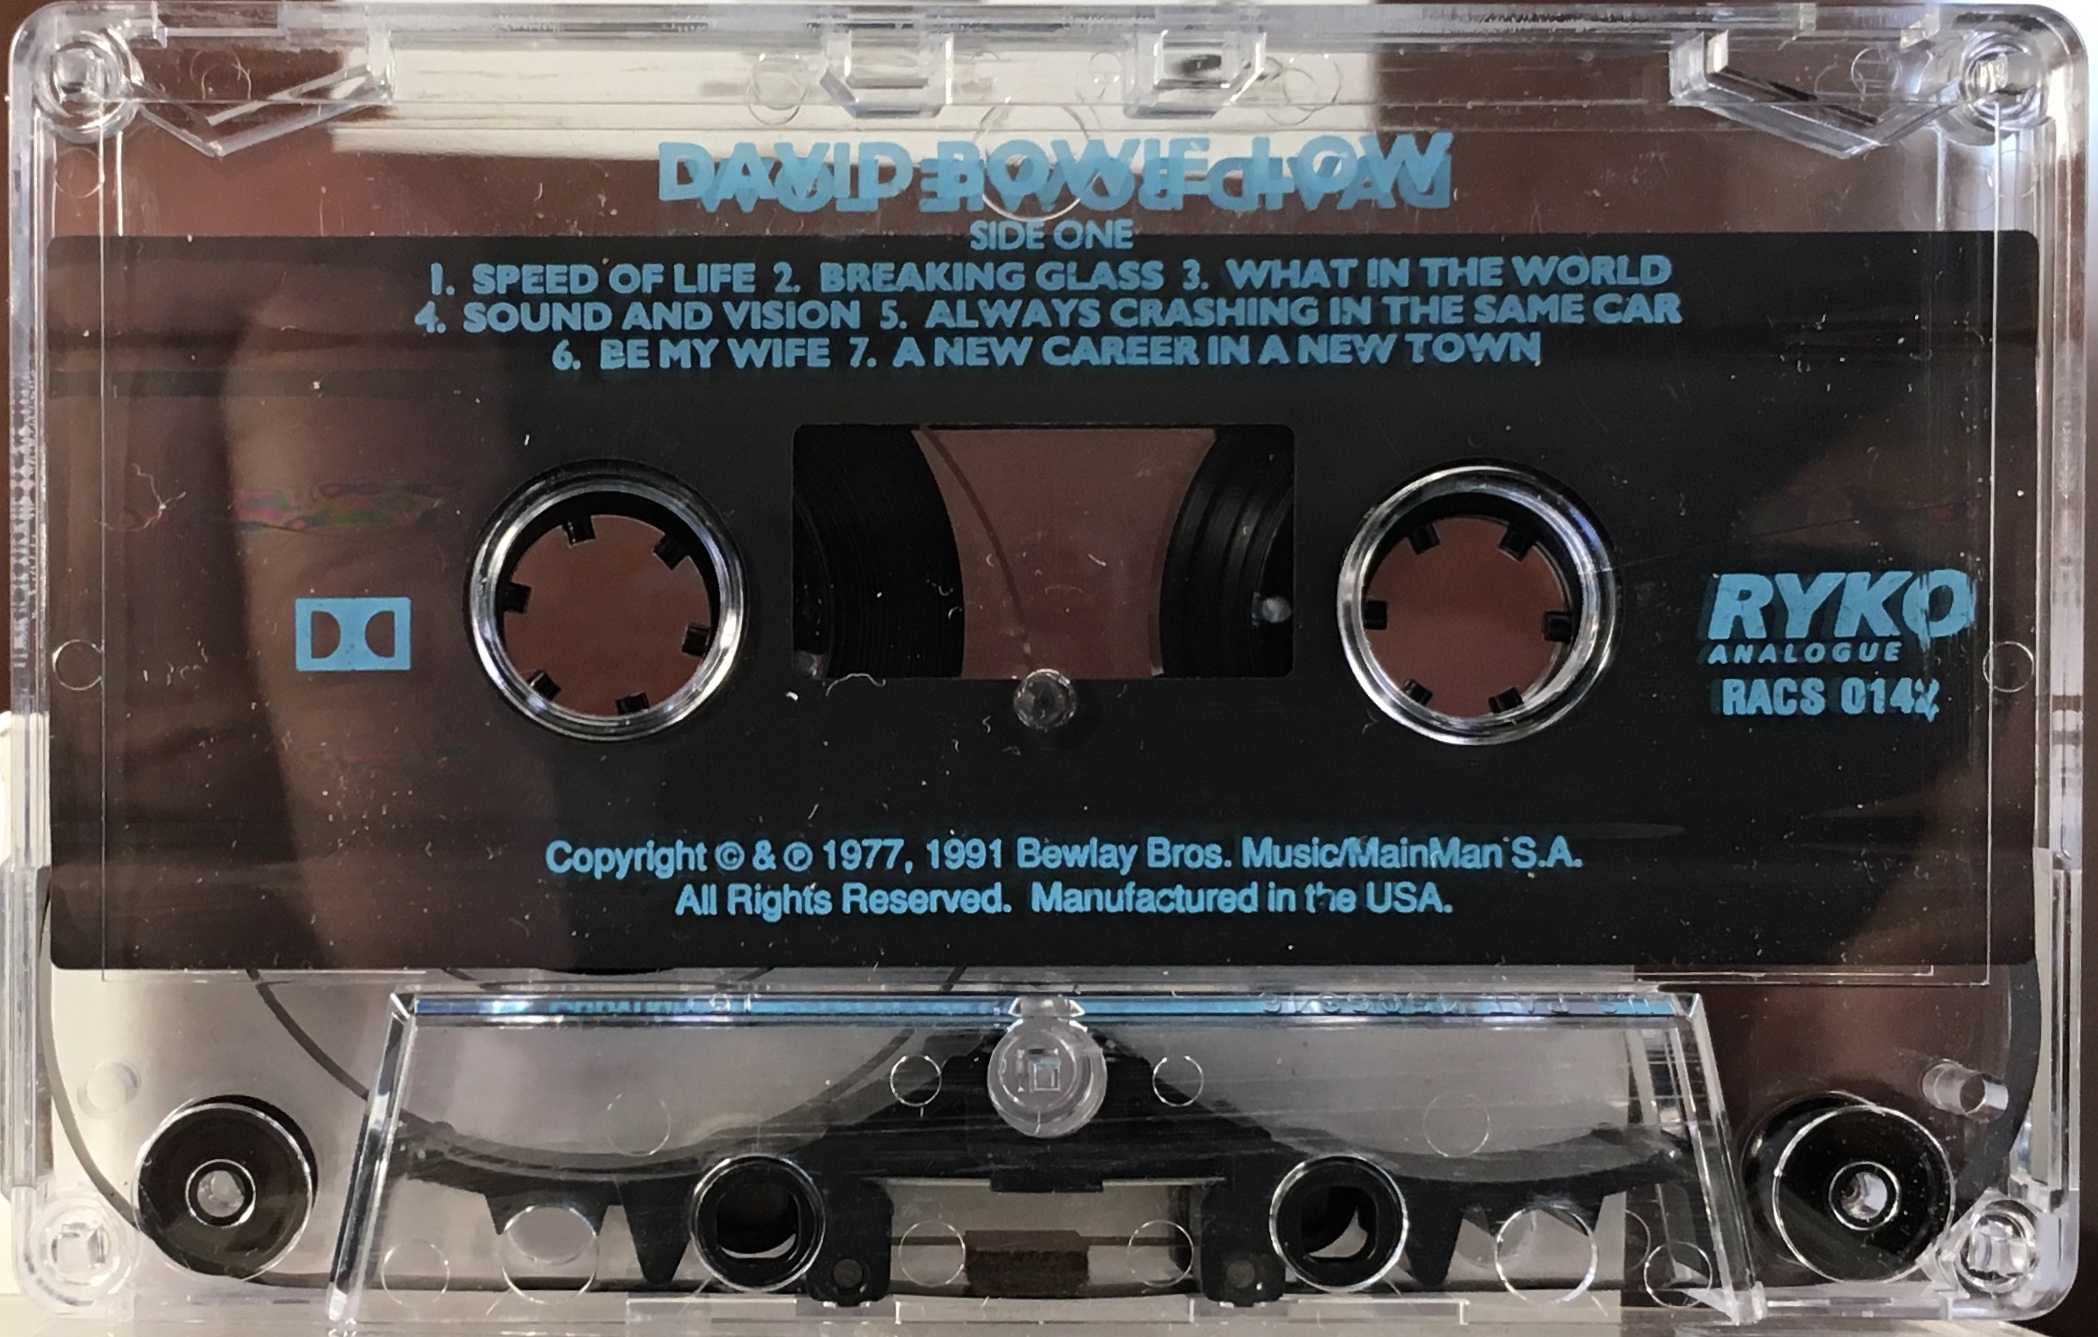 DAVID BOWIE LOW
SIDE ONE
1. SPEED OF LIFE 2. BREAKING GLASS 3. WHAT IN THE WORLD
4. SOUND AND VISION 5. ALWAYS CRASHING IN THE SAME CAR
6. BE MY WIFE 7. A NEW CAREER IN A NEW TOWN
RYKO
ANALOGUE
RACS
Copyright © & ℗ 1977, 1991 Bewlay Bros. Music/MainMan S.A.
All Rights Reserved. Manufactured in the USA.